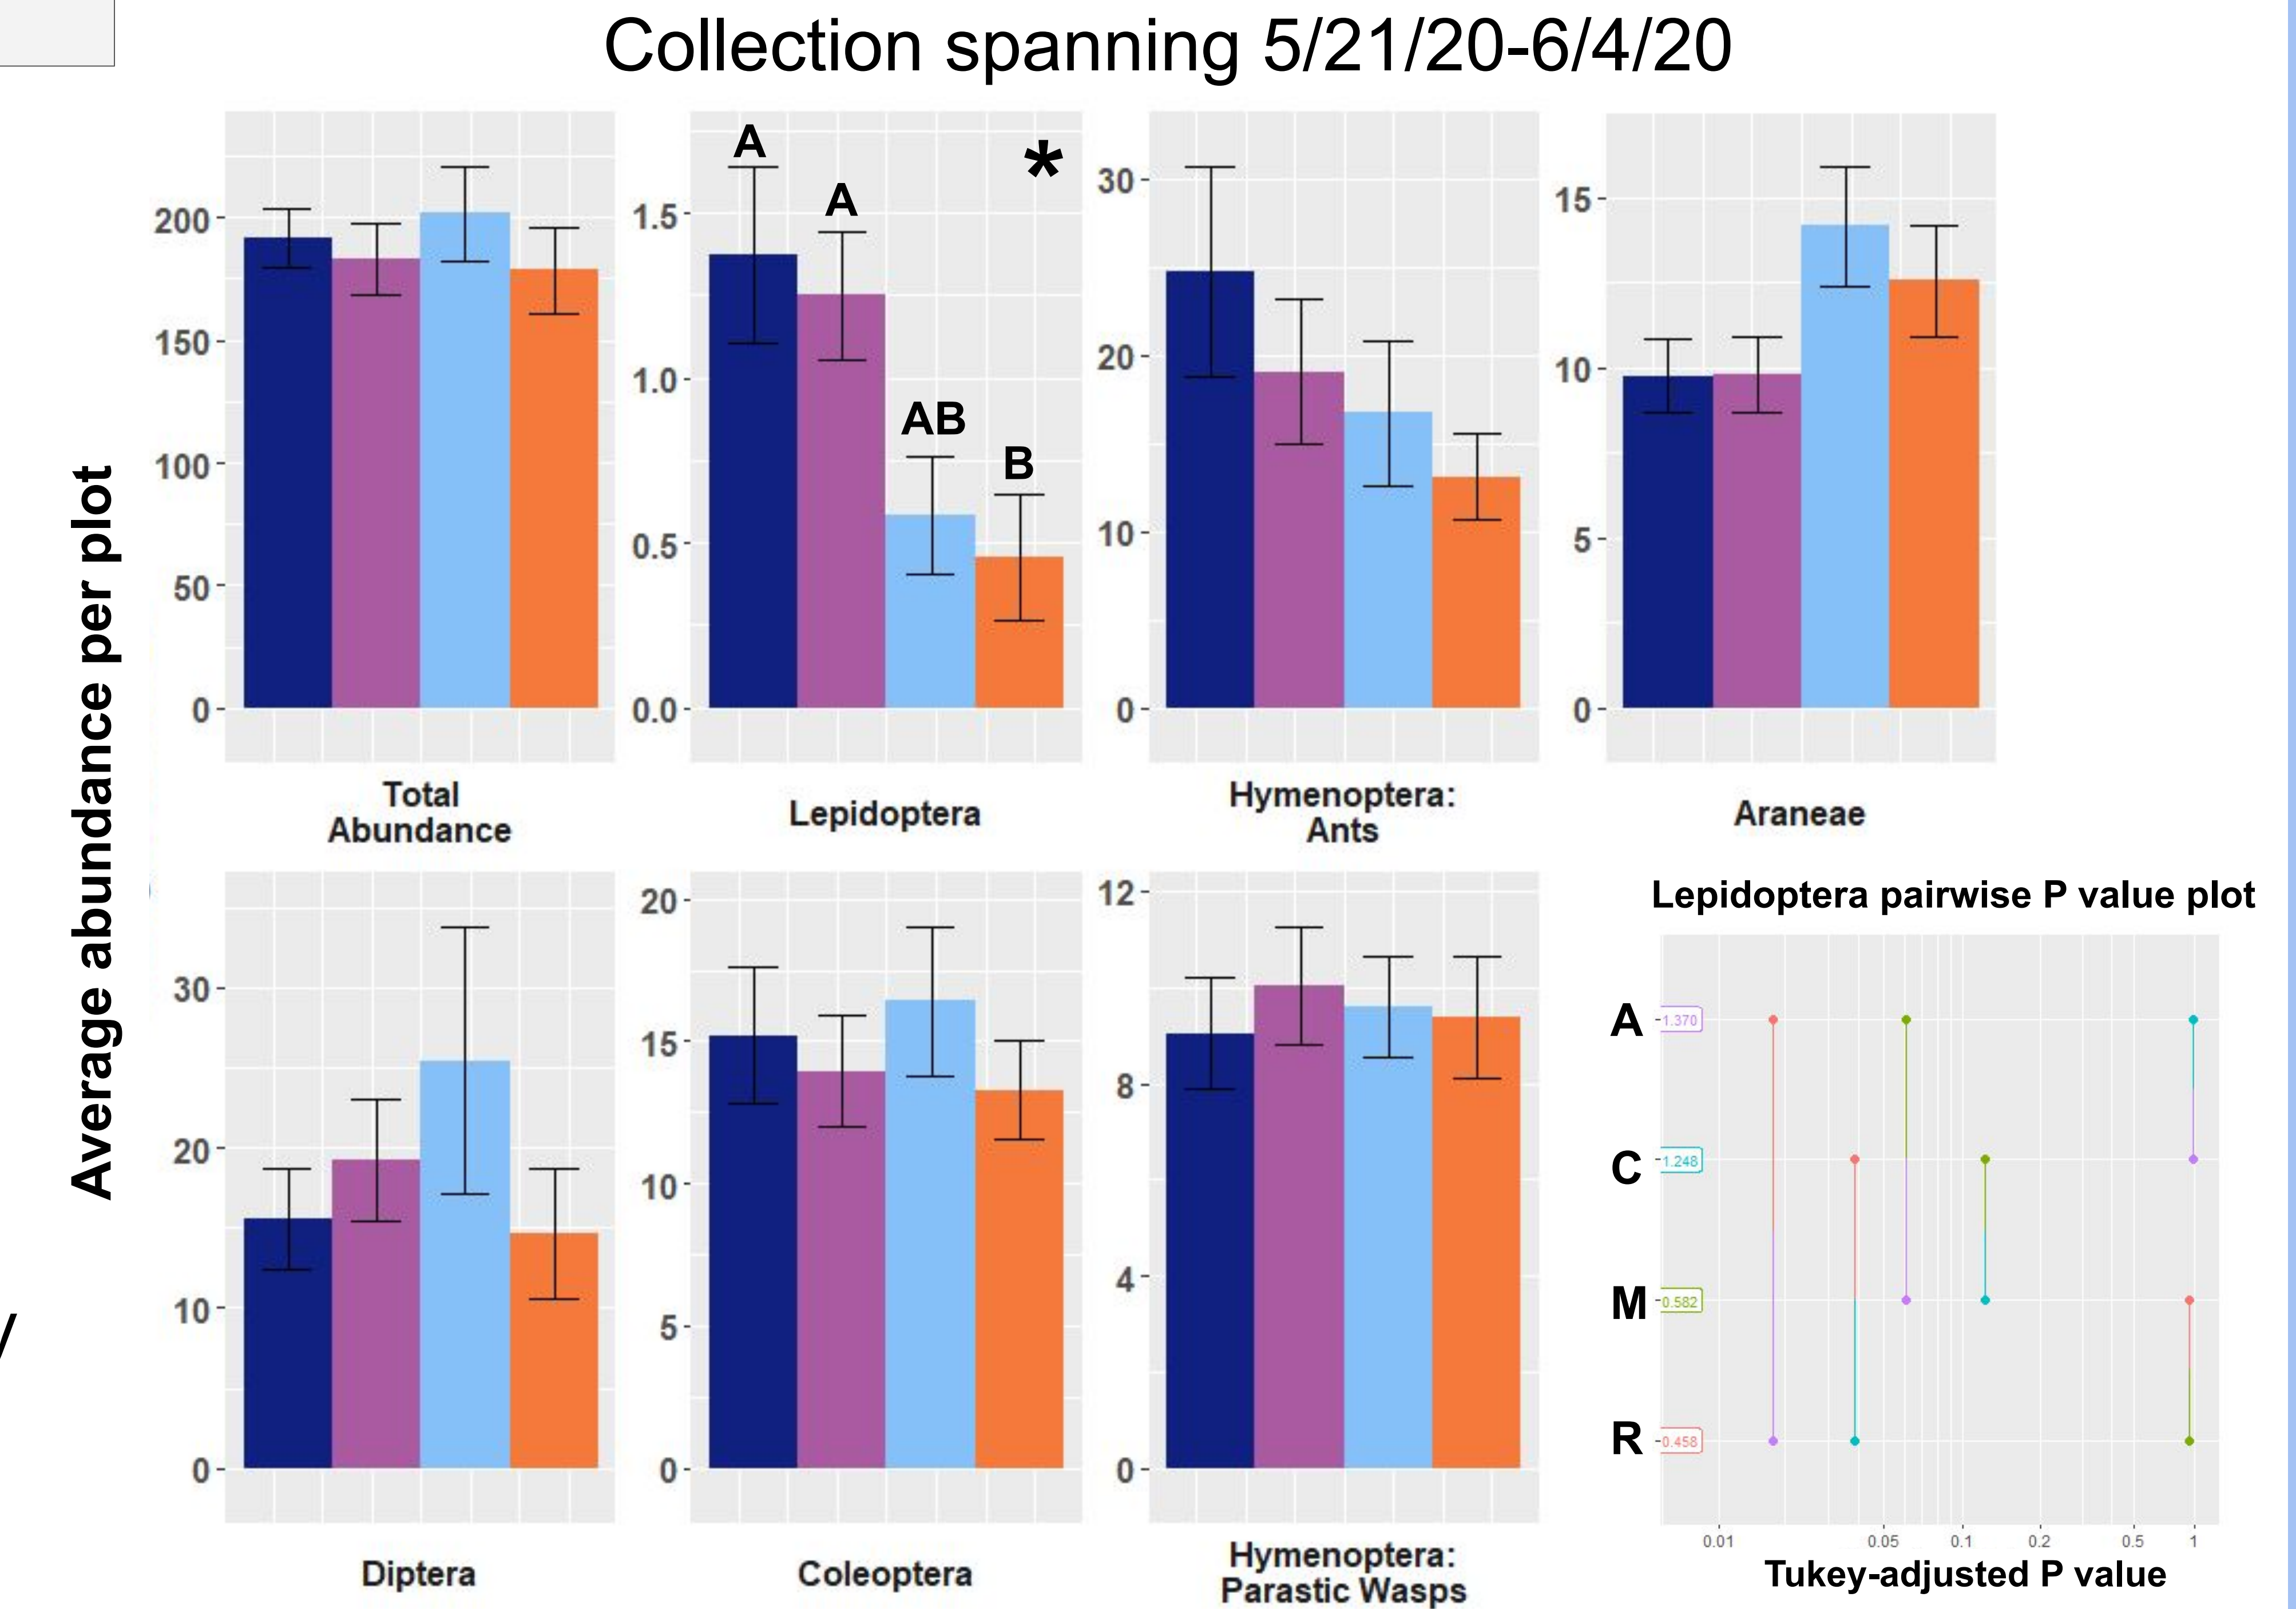 Collection spanning 5/21/20-6/4/20
Average abundance per plot
200
150
100
50
0
Total
Abundance
1.5
1.0
0.5
0.0
A
A
AB
B
*
Lepidoptera
30
20
10
0
Hymenoptera:
Ants
15
10
5
0
Araneae
30
20
10
0
Diptera
20
15
10
5
0
Coleoptera
12
8
4
0
Hymenoptera:
Parastic Wasps
Lepidoptera pairwise P value plot
A 1.370
C 1.248
M 0.582
R 0.458
0.01 0.05 0.1 0.2 0.5 1
Tukey-adjusted P value
y